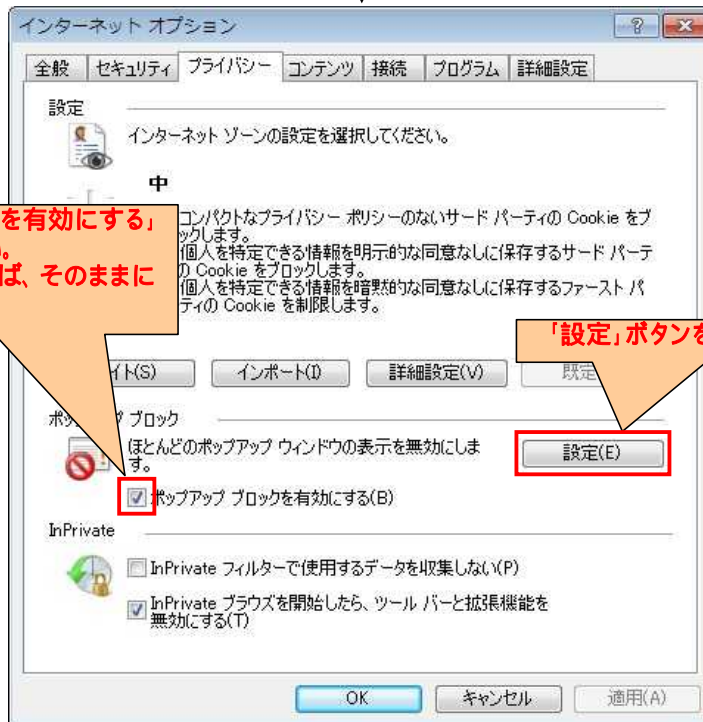 インターネット オプション
全般 セキュリティ プライバシー コンテンツ 接続 プログラム 詳細設定
設定
インターネット ゾーンの設定を選択してください。
中
コンパクトなプライバシー ポリシーのないサード パーティの Cookie をブ
ックします。
個人を特定できる情報を明示的な同意なしに保存するサード パーテ
の Cookie をブロックします。
個人を特定できる情報を暗黙的な同意なしに保存するファースト パ
ティの Cookie を制限します。
を有効にする」
ば、そのままに
「設定」ボタンを
イト(S) インポート(I) 詳細設定(V) 既定
ポッ プ ブロック
ほとんどのポップアップ ウィンドウの表示を無効にしま
す。
設定(E)
ポップアップ ブロックを有効にする(B)
InPrivate
InPrivate フィルターで使用するデータを収集しない(P)
InPrivate ブラウズを開始したら、ツール バーと拡張機能を
無効にする(T)
OK キャンセル 適用(A)